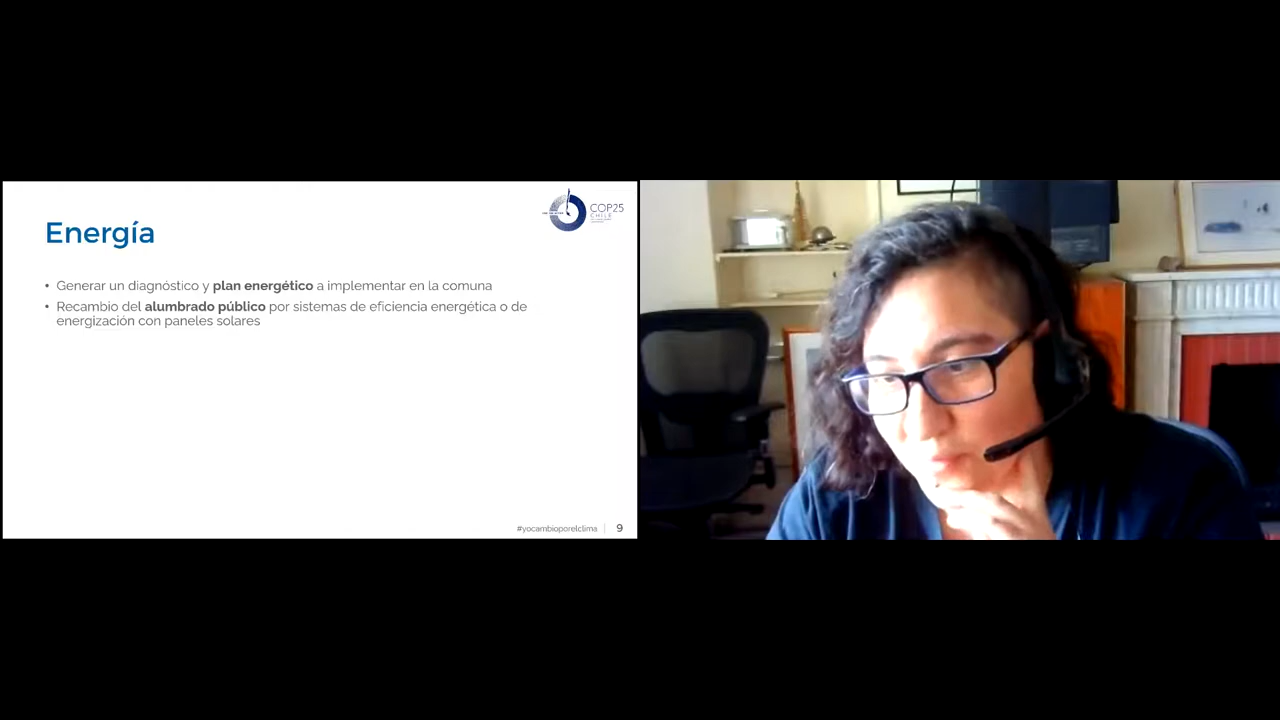 Energía
COP25
CHILE
• Generar un diagnóstico y plan energético a implementar en la comuna
• Recambio del alumbrado público por sistemas de eficiencia energética o de
energización con paneles solares
#yocambioporelclima
9